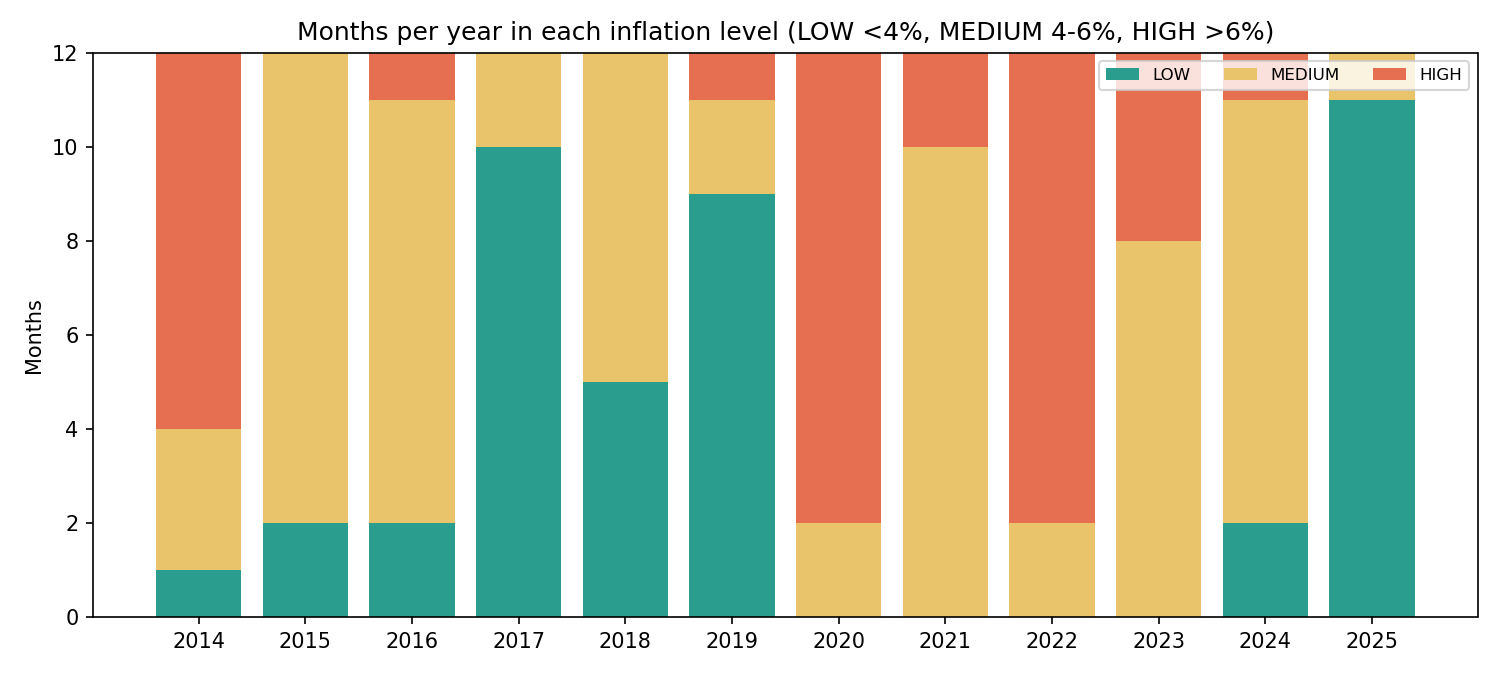 Months per year in each inflation level (LOW <4%, MEDIUM 4-6%, HIGH >6%)
LOW MEDIUM HIGH
Months
12
10
8
6
4
2
0
2014 2015 2016 2017 2018 2019 2020 2021 2022 2023 2024 2025